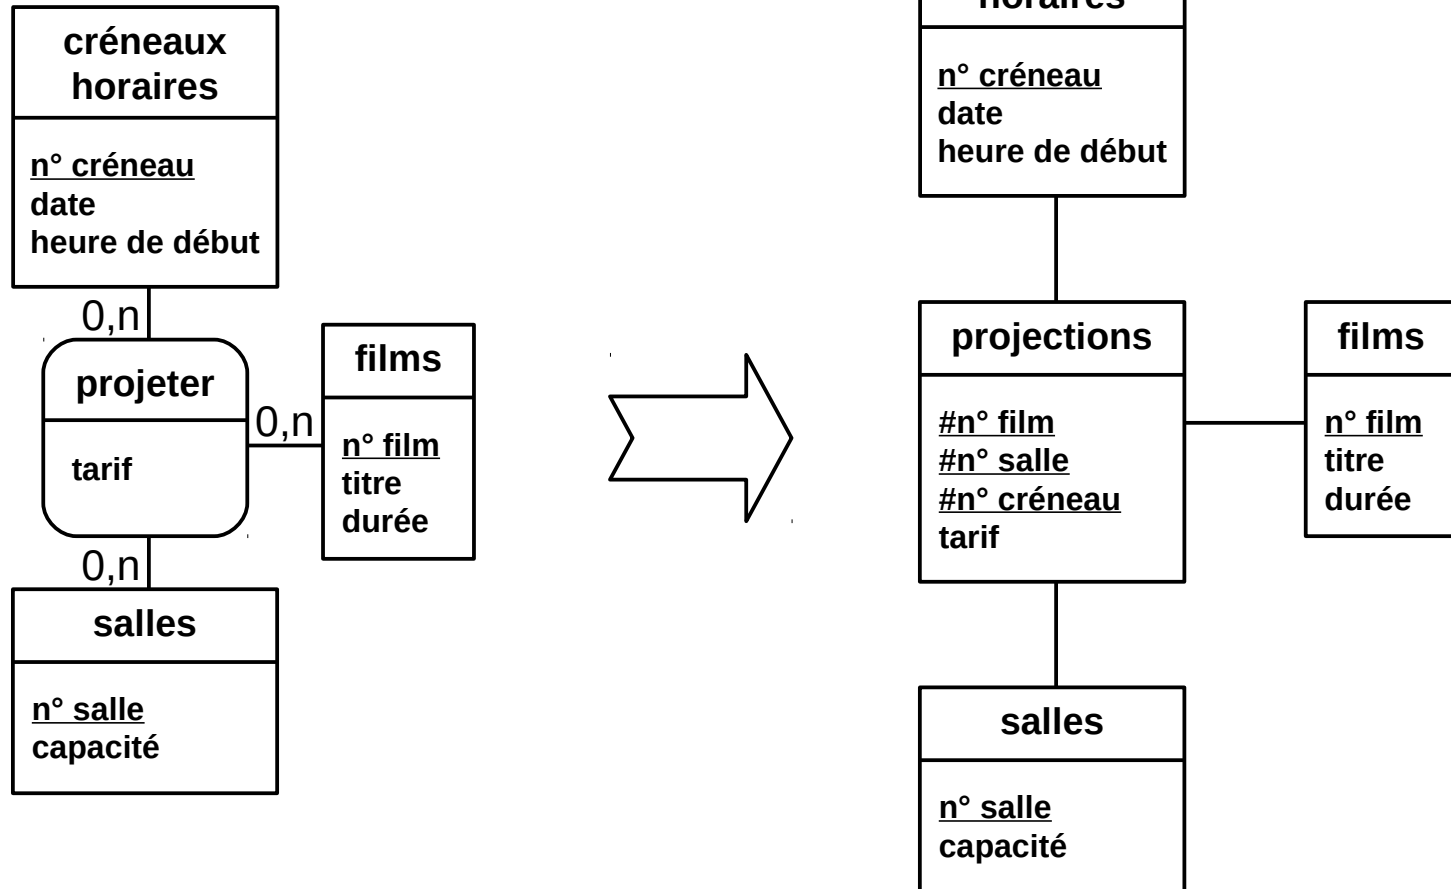 créneaux
horaires
n° créneau
date
heure de début
0,n
projeter
tarif
0,n
films
n° film
titre
durée
0,n
salles
n° salle
capacité
horaires
n° créneau
date
heure de début
projections
#n° film
#n° salle
#n° créneau
tarif
films
n° film
titre
durée
salles
n° salle
capacité